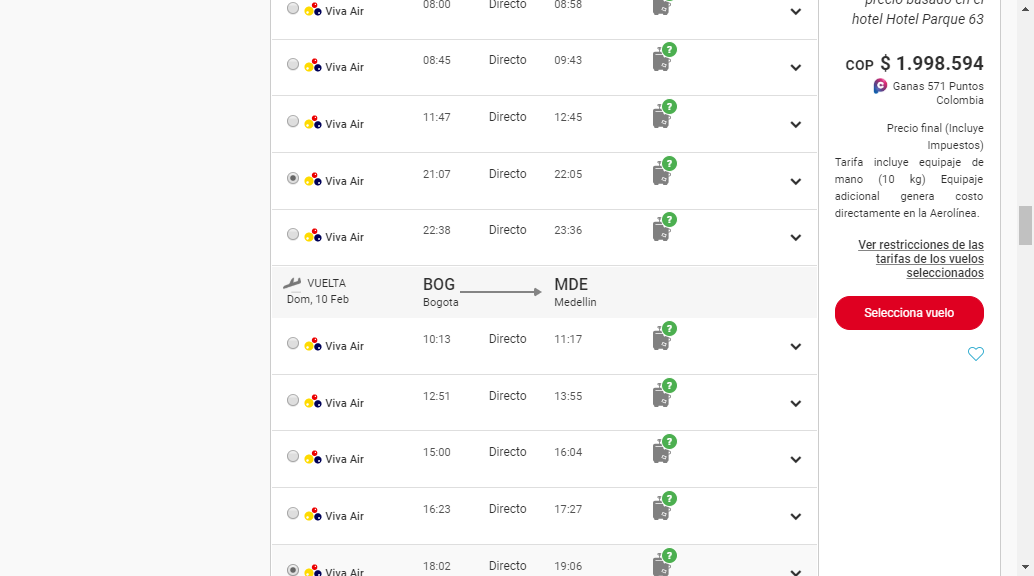 Viva Air 08:00 Directo 08:58
Viva Air 08:45 Directo 09:43 ?
Viva Air 11:47 Directo 12:45 ?
Viva Air 21:07 Directo 22:05 ?
Viva Air 22:38 Directo 23:36 ?
VUELTA BOG MDE
Dom, 10 Feb Bogota Medellin
Viva Air 10:13 Directo 11:17 ?
Viva Air 12:51 Directo 13:55 ?
Viva Air 15:00 Directo 16:04 ?
Viva Air 16:23 Directo 17:27 ?
Viva Air 18:02 Directo 19:06 ?
precio basado en el
hotel Hotel Parque 63
COP $ 1.998.594
Ganas 571 Puntos
Colombia
Precio final (Incluye
Impuestos)
Tarifa incluye equipaje de
mano (10 kg) Equipaje
adicional genera costo
directamente en la Aerolínea.
Ver restricciones de las
tarifas de los vuelos
seleccionados
Selecciona vuelo